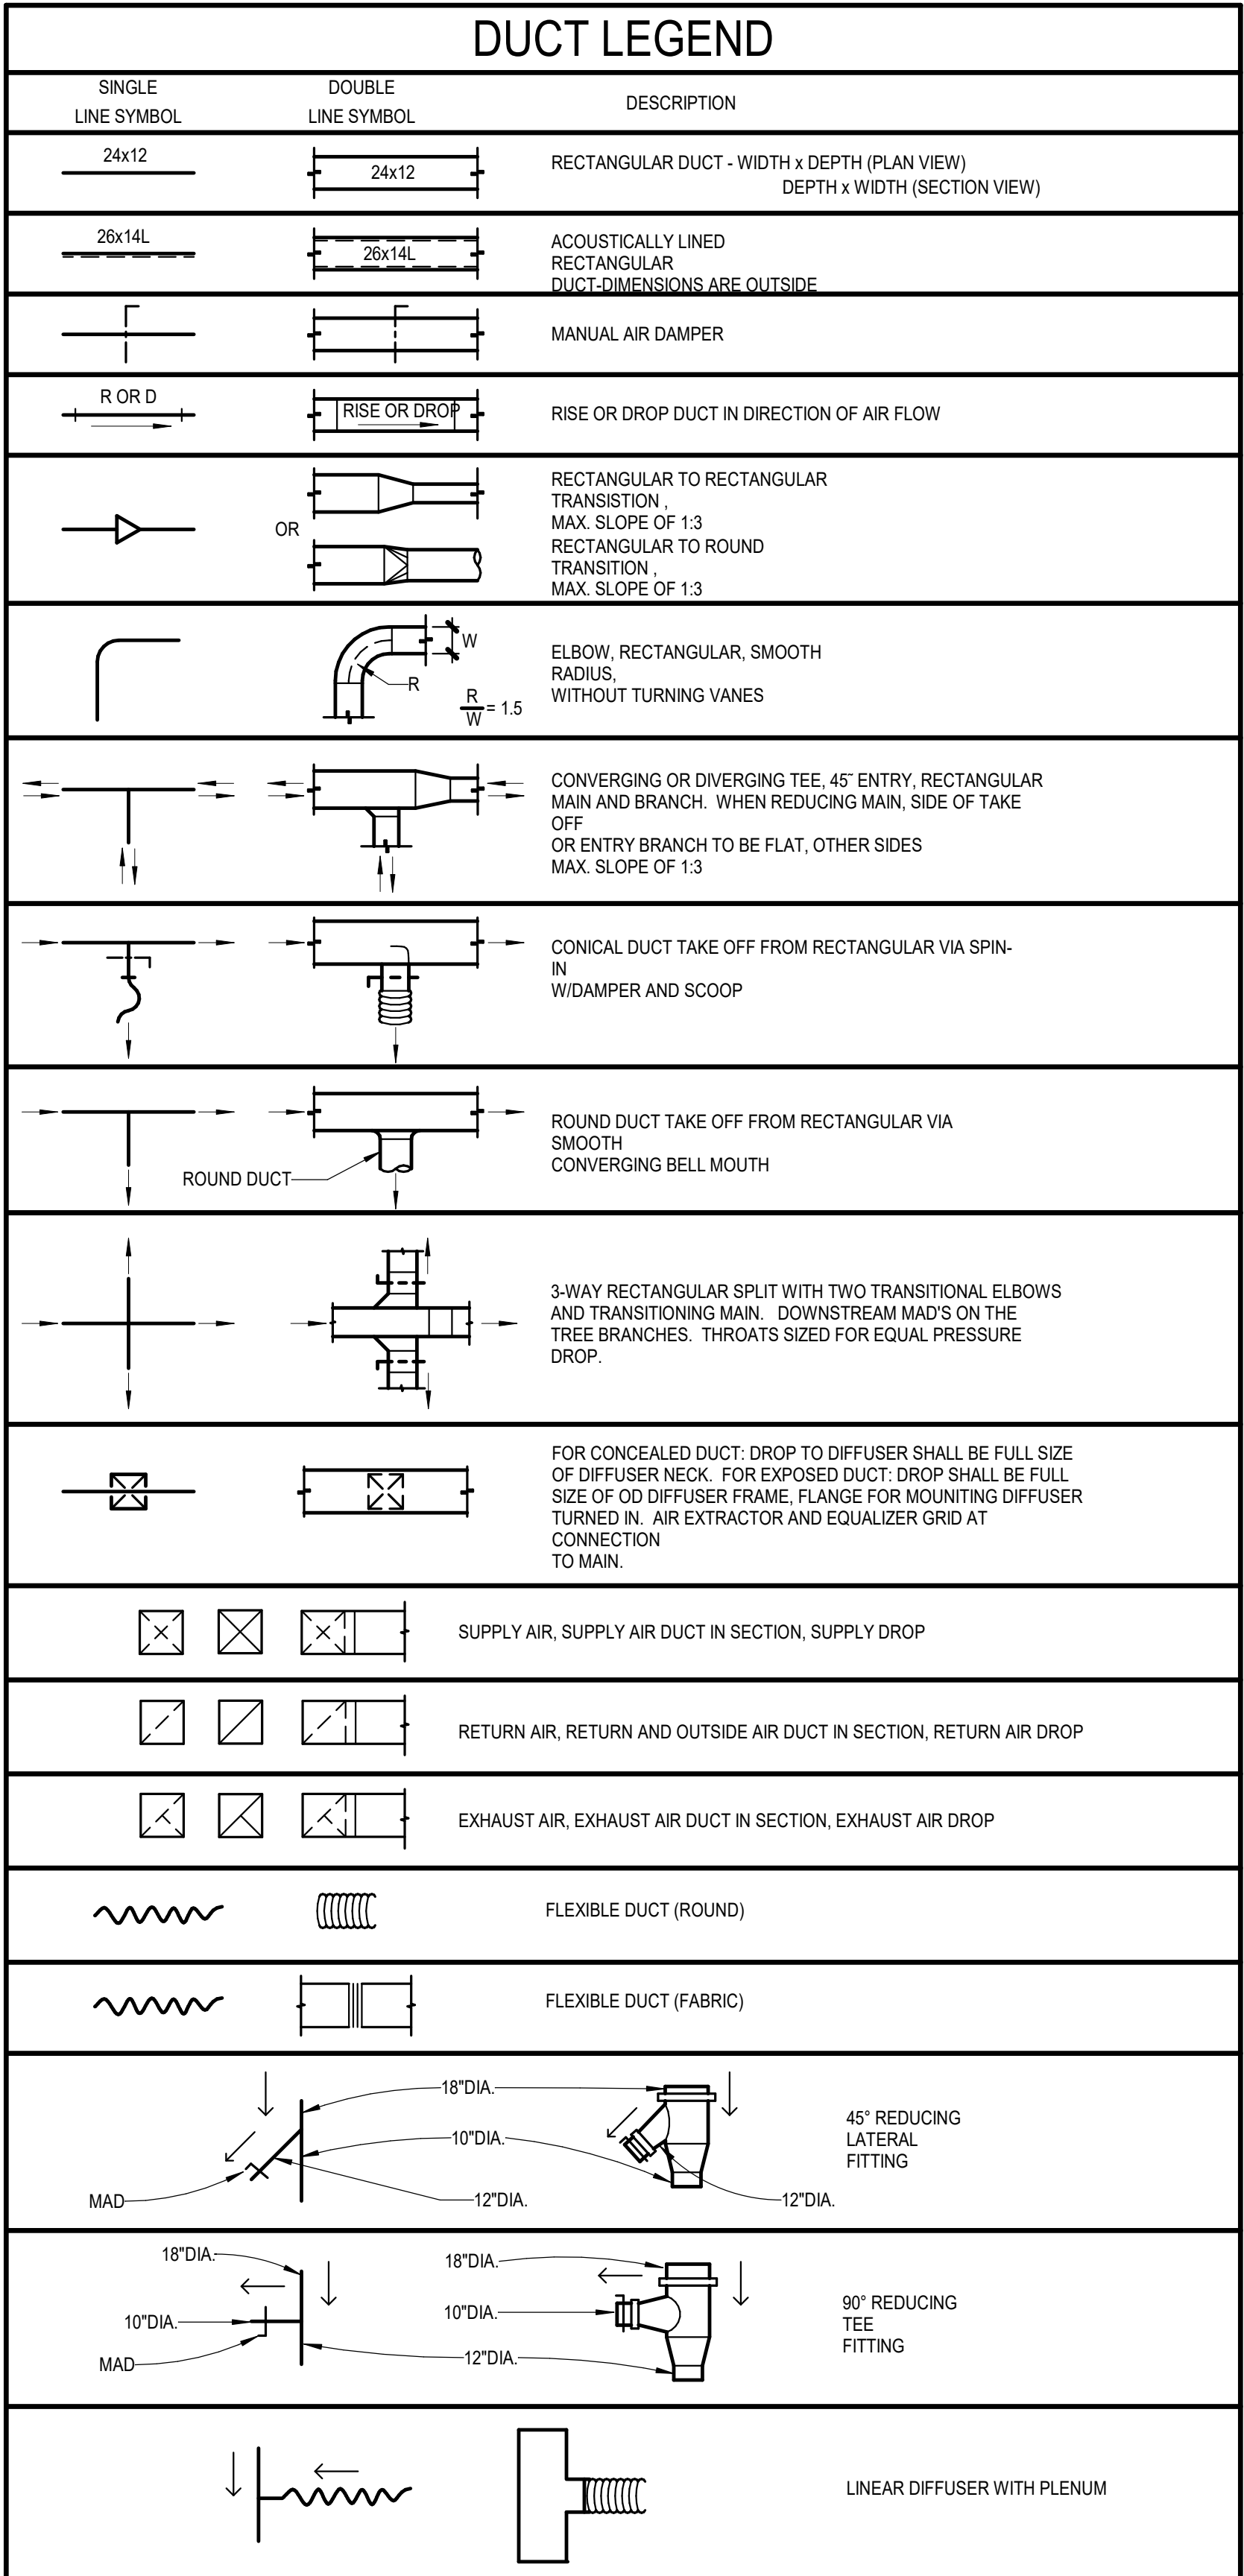 DUCT LEGEND
SINGLE
LINE SYMBOL
DOUBLE
LINE SYMBOL
DESCRIPTION
24x12
24x12
RECTANGULAR DUCT - WIDTH x DEPTH (PLAN VIEW)
DEPTH x WIDTH (SECTION VIEW)
26x14L
26x14L
ACOUSTICALLY LINED
RECTANGULAR
DUCT-DIMENSIONS ARE OUTSIDE
MANUAL AIR DAMPER
R OR D
RISE OR DROP
RISE OR DROP DUCT IN DIRECTION OF AIR FLOW
OR
RECTANGULAR TO RECTANGULAR
TRANSISTION ,
MAX. SLOPE OF 1:3
RECTANGULAR TO ROUND
TRANSITION ,
MAX. SLOPE OF 1:3
W
R
R
W
= 1.5
ELBOW, RECTANGULAR, SMOOTH
RADIUS,
WITHOUT TURNING VANES
CONVERGING OR DIVERGING TEE, 45˜ ENTRY, RECTANGULAR
MAIN AND BRANCH. WHEN REDUCING MAIN, SIDE OF TAKE
OFF
OR ENTRY BRANCH TO BE FLAT, OTHER SIDES
MAX. SLOPE OF 1:3
CONICAL DUCT TAKE OFF FROM RECTANGULAR VIA SPIN-
IN
W/DAMPER AND SCOOP
ROUND DUCT
ROUND DUCT TAKE OFF FROM RECTANGULAR VIA
SMOOTH
CONVERGING BELL MOUTH
3-WAY RECTANGULAR SPLIT WITH TWO TRANSITIONAL ELBOWS
AND TRANSITIONING MAIN. DOWNSTREAM MAD'S ON THE
TREE BRANCHES. THROATS SIZED FOR EQUAL PRESSURE
DROP.
FOR CONCEALED DUCT: DROP TO DIFFUSER SHALL BE FULL SIZE
OF DIFFUSER NECK. FOR EXPOSED DUCT: DROP SHALL BE FULL
SIZE OF OD DIFFUSER FRAME, FLANGE FOR MOUNITING DIFFUSER
TURNED IN. AIR EXTRACTOR AND EQUALIZER GRID AT
CONNECTION
TO MAIN.
SUPPLY AIR, SUPPLY AIR DUCT IN SECTION, SUPPLY DROP
RETURN AIR, RETURN AND OUTSIDE AIR DUCT IN SECTION, RETURN AIR DROP
EXHAUST AIR, EXHAUST AIR DUCT IN SECTION, EXHAUST AIR DROP
FLEXIBLE DUCT (ROUND)
FLEXIBLE DUCT (FABRIC)
18"DIA.
10"DIA.
MAD
12"DIA.
12"DIA.
45° REDUCING
LATERAL
FITTING
18"DIA.
18"DIA.
10"DIA.
10"DIA.
MAD
12"DIA.
90° REDUCING
TEE
FITTING
LINEAR DIFFUSER WITH PLENUM